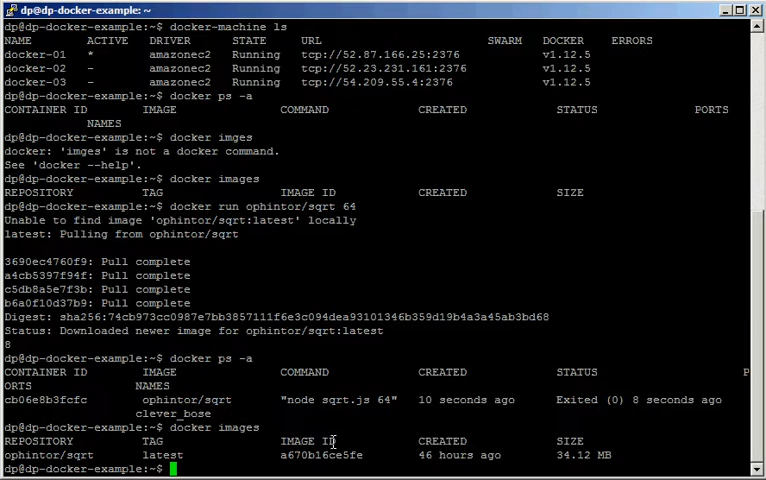 dp@dp-docker-example: ~
dp@dp-docker-example:~$ docker-machine ls
NAME ACTIVE DRIVER STATE URL SWARM DOCKER ERRORS
docker-01 * amazonec2 Running tcp://52.87.166.25:2376 v1.12.5
docker-02 - amazonec2 Running tcp://52.23.231.161:2376 v1.12.5
docker-03 - amazonec2 Running tcp://54.209.55.4:2376 v1.12.5
dp@dp-docker-example:~$ docker ps -a
CONTAINER ID IMAGE COMMAND CREATED STATUS PORTS
NAMES
dp@dp-docker-example:~$ docker imges
docker: 'imges' is not a docker command.
See 'docker --help'.
dp@dp-docker-example:~$ docker images
REPOSITORY TAG IMAGE ID CREATED SIZE
dp@dp-docker-example:~$ docker run ophintor/sqrt 64
Unable to find image 'ophintor/sqrt:latest' locally
latest: Pulling from ophintor/sqrt
3690ec4760f9: Pull complete
a4cb5397f94f: Pull complete
c5db8a5e7f3b: Pull complete
b6a0f10d37b9: Pull complete
Digest: sha256:74cb973cc0987e7bb3857111f6e3c094dea93101346b359d19b4a3a45ab3bd68
Status: Downloaded newer image for ophintor/sqrt:latest
8
dp@dp-docker-example:~$ docker ps -a
CONTAINER ID IMAGE COMMAND CREATED STATUS P
ORTS NAMES
cb06e8b3fcfc ophintor/sqrt "node sqrt.js 64" 10 seconds ago Exited (0) 8 seconds ago
clever_bose
dp@dp-docker-example:~$ docker images
REPOSITORY TAG IMAGE ID CREATED SIZE
ophintor/sqrt latest a670b16ce5fe 46 hours ago 34.12 MB
dp@dp-docker-example:~$